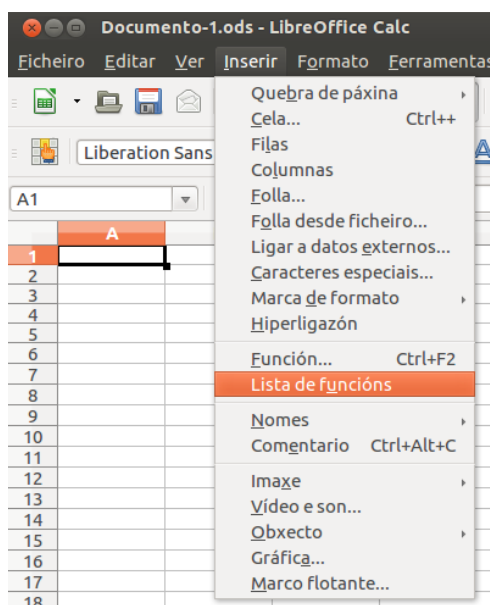 Documento-1.ods - LibreOffice Calc
Ficheiro Editar Ver Inserir Formato Ferramentas
Liberation Sans
A1
A
Quebra de páxina
Cela... Ctrl++
Filas
Columnas
Folla...
Folla desde ficheiro...
Ligar a datos externos...
Caracteres especiais...
Marca de formato
Hiperligazón
Función... Ctrl+F2
Lista de funcións
Nomes
Comentario Ctrl+Alt+C
Imaxe
Vídeo e son...
Obxecto
Gráfica...
Marco flotante...
1
2
3
4
5
6
7
8
9
10
11
12
13
14
15
16
17
18